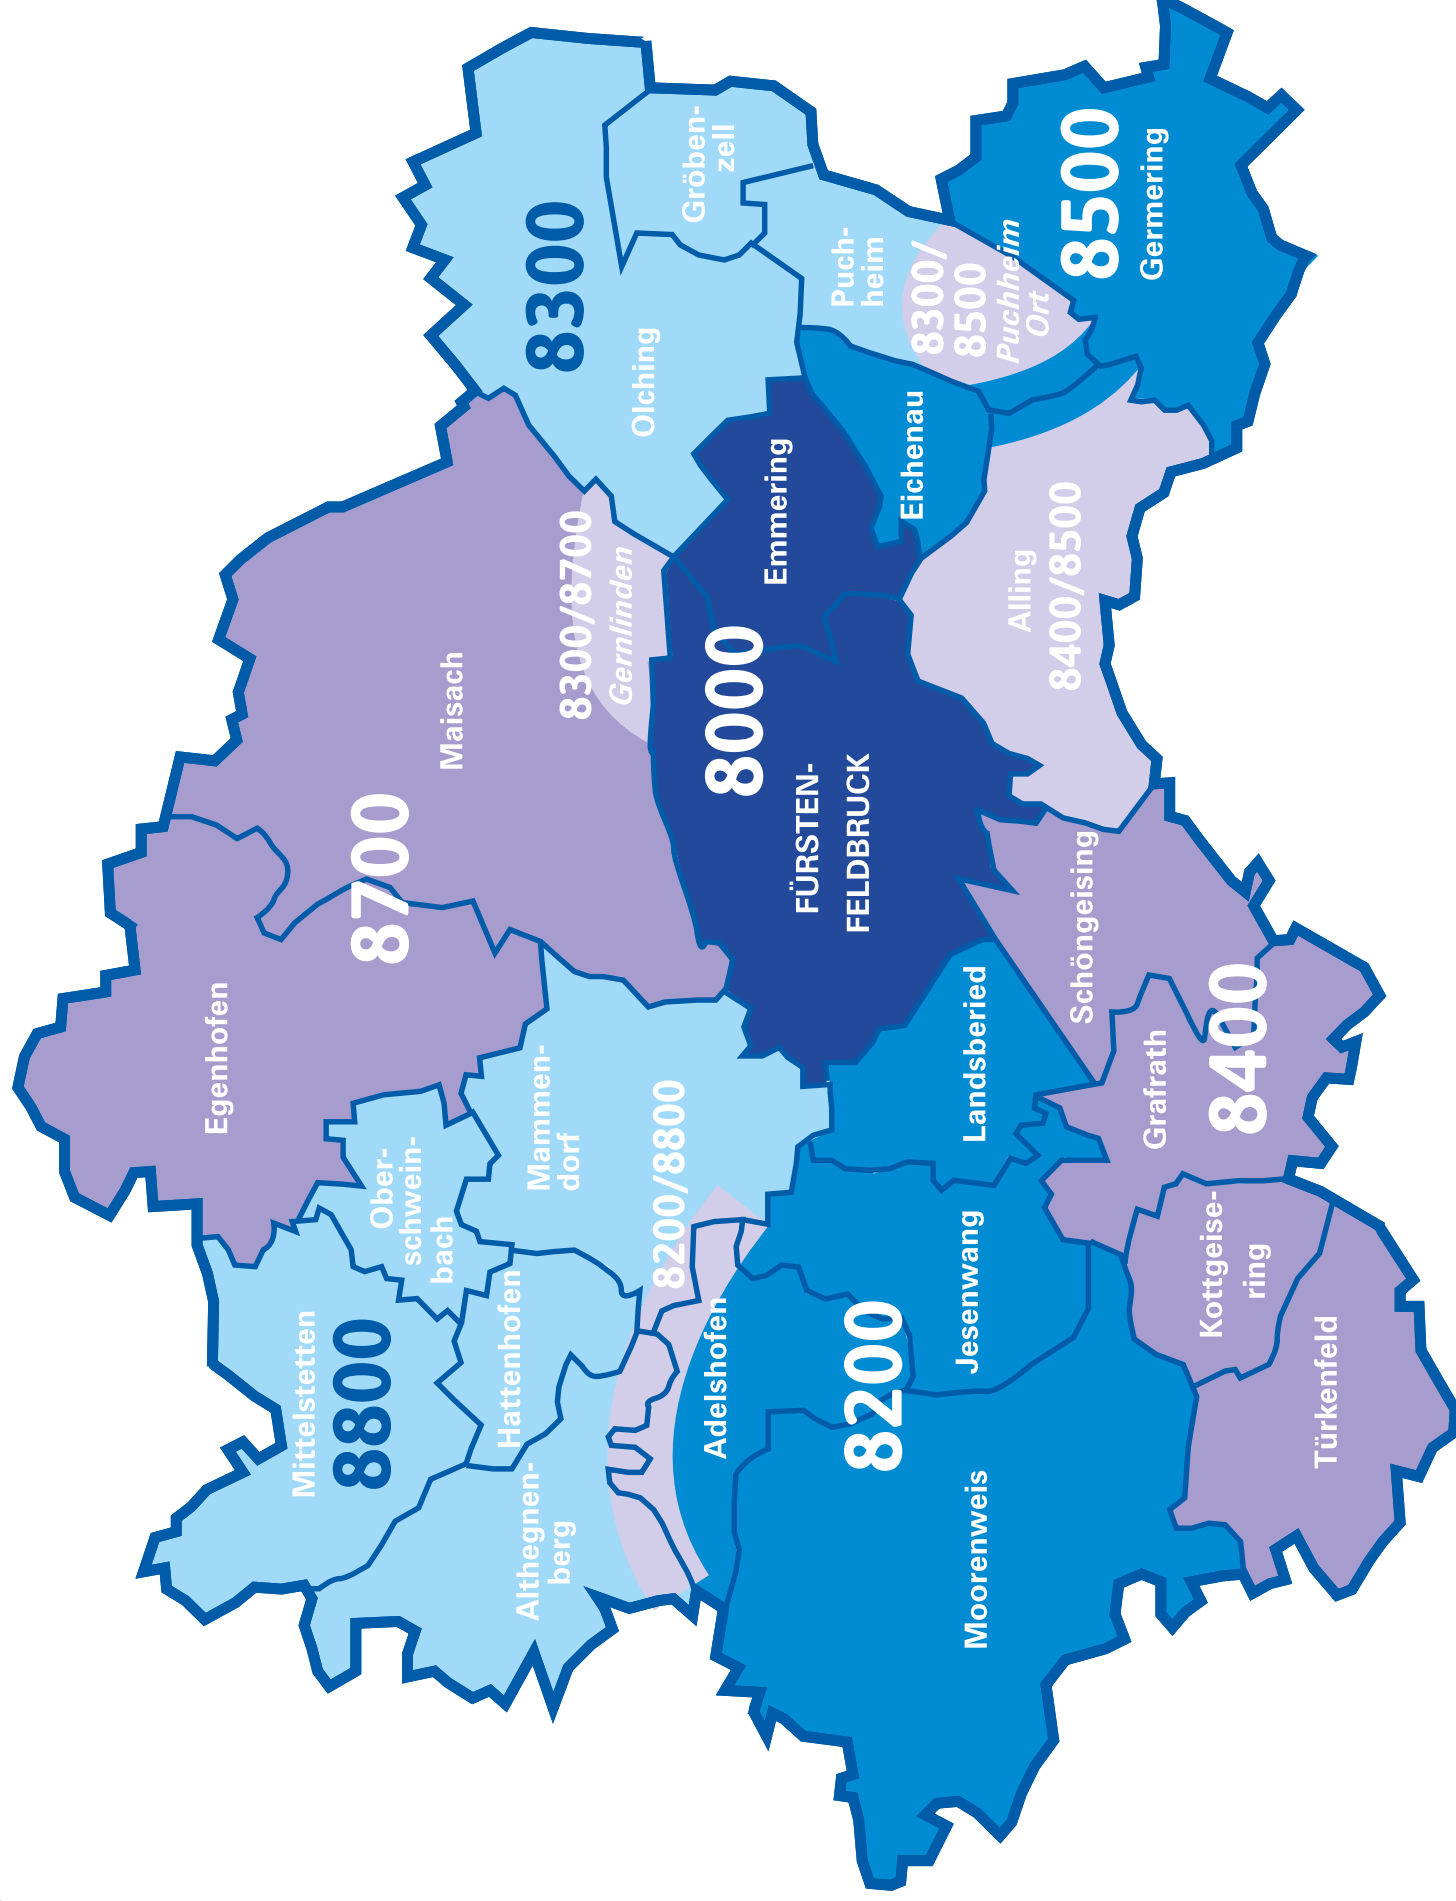 Egenhofen
8700
Maisach
8300/8700
Gernlinden
8300
Olching
Gröben-
zell
Puch-
heim
8300/
8500
Puchheim
Ort
8500
Germering
Eichenau
Emmering
Alling
8400/8500
8000
FÜRSTEN-
FELDBRUCK
Mittelstetten
8800
Ober-
schwein-
bach
Hattenhofen
Althegnen-
berg
Mammen-
dorf
8200/8800
Adelshofen
8200
Jesenwang
Landsberied
Moorenweis
Schöngeising
Grafrath
8400
Kottgeise-
ring
Türkenfeld